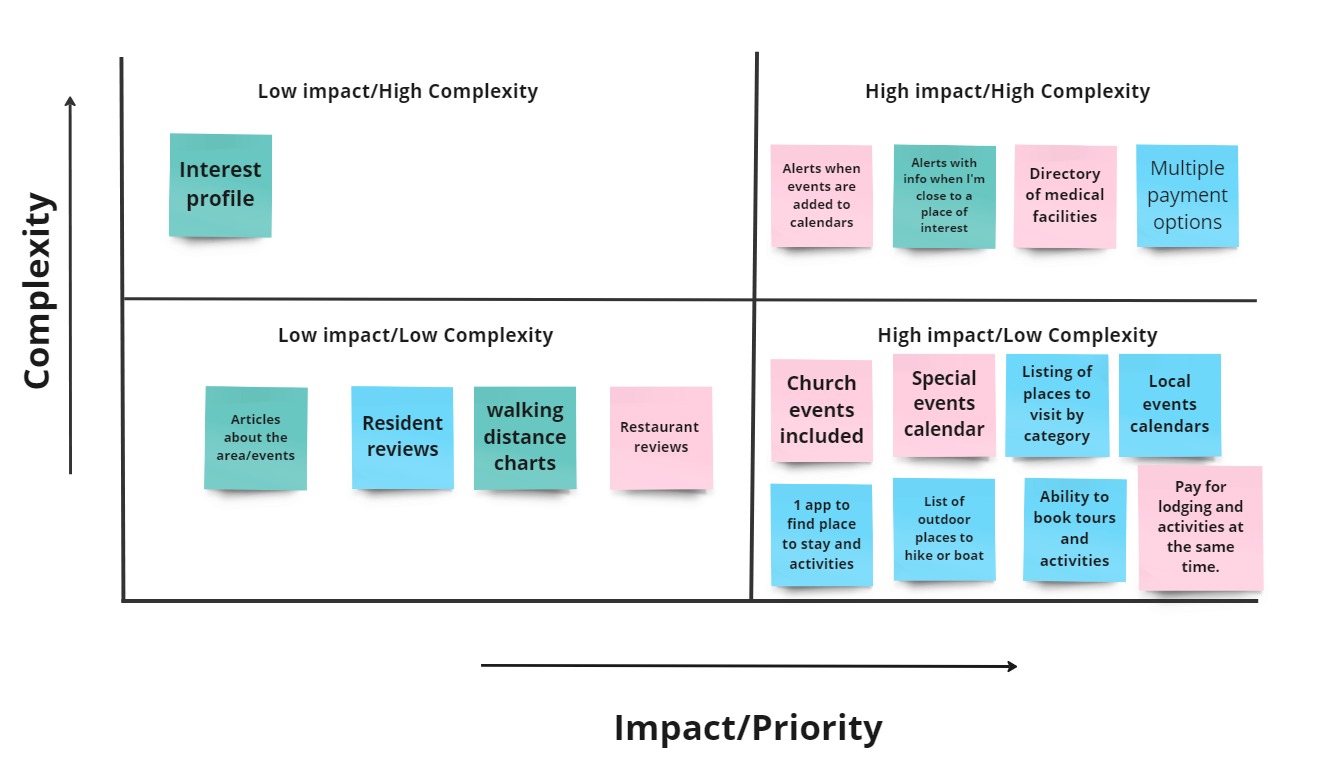 Low impact/High Complexity
High impact/High Complexity
Interest
profile
Alerts when
events are
added to
calendars
Alerts with
info when I'm
close to a
place of
interest
Directory
of medical
facilities
Multiple
payment
options
Complexity
Low impact/Low Complexity
High impact/Low Complexity
Articles
about the
area/events
Resident
reviews
walking
distance
charts
Restaurant
reviews
Church
events
included
Special
events
calendar
Listing of
places to
visit by
category
Local
events
calendars
1 app to
find place
to stay and
activities
List of
outdoor
places to
hike or boat
Ability to
book tours
and
activities
Pay for
lodging and
activities at
the same
time.
Impact/Priority